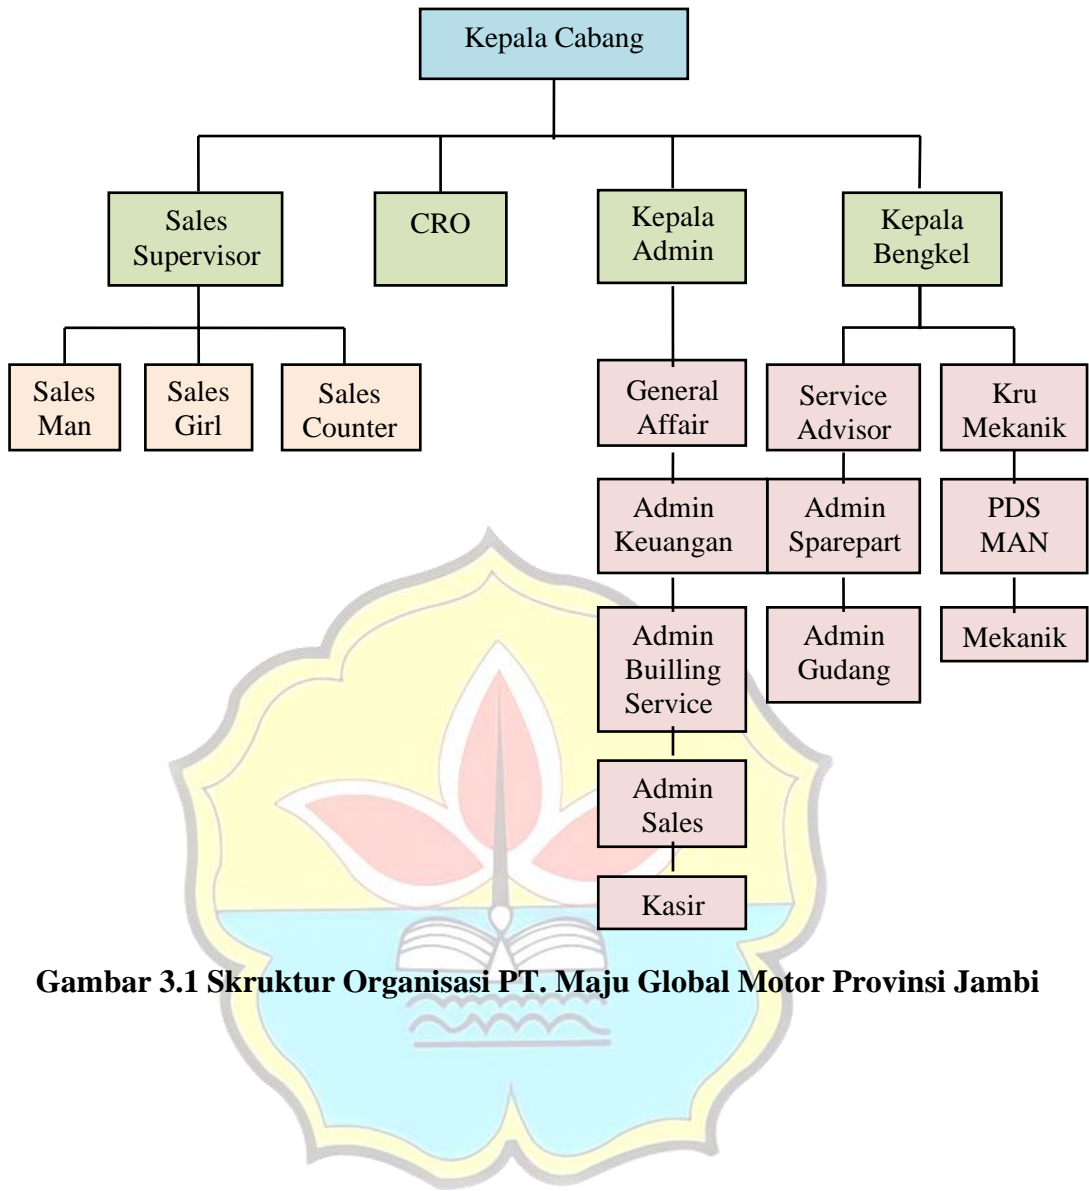 Kepala Cabang
Sales
Supervisor
CRO
Kepala
Admin
Kepala
Bengkel
Sales
Man
Sales
Girl
Sales
Counter
General
Affair
Service
Advisor
Kru
Mekanik
Admin
Keuangan
Admin
Sparepart
PDS
MAN
Admin
Builling
Service
Admin
Gudang
Mekanik
Admin
Sales
Kasir
Gambar 3.1 Skruktur Organisasi PT. Maju Global Motor Provinsi Jambi